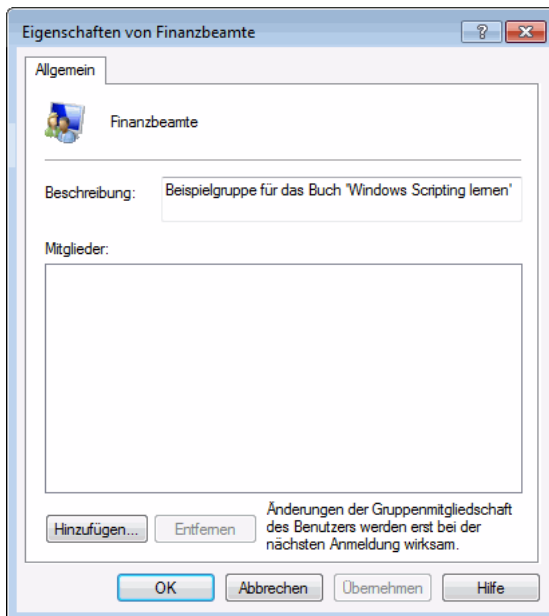 Eigenschaften von Finanzbeamte
Allgemein
Finanzbeamte
Beschreibung:
Beispielgruppe für das Buch 'Windows Scripting lernen'
Mitglieder:
Hinzufügen...
Entfernen
Änderungen der Gruppenmitgliedschaft
des Benutzers werden erst bei der
nächsten Anmeldung wirksam.
OK
Abbrechen
Übernehmen
Hilfe